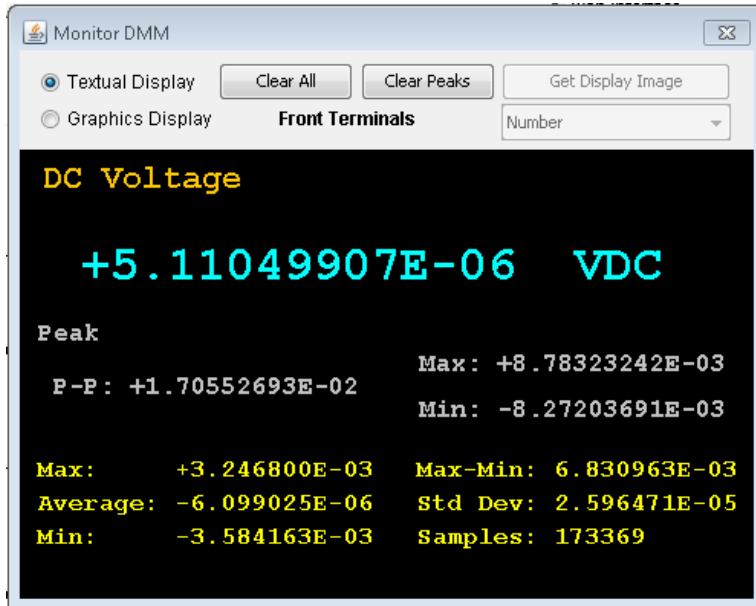 Monitor DMM
Textual Display Clear All Clear Peaks Get Display Image
Graphics Display Front Terminals Number
DC Voltage
+5.11049907E-06 VDC
Peak
Max: +8.78323242E-03
P-P: +1.70552693E-02
Min: -8.27203691E-03
Max: +3.246800E-03 Max-Min: 6.830963E-03
Average: -6.099025E-06 Std Dev: 2.596471E-05
Min: -3.584163E-03 Samples: 173369